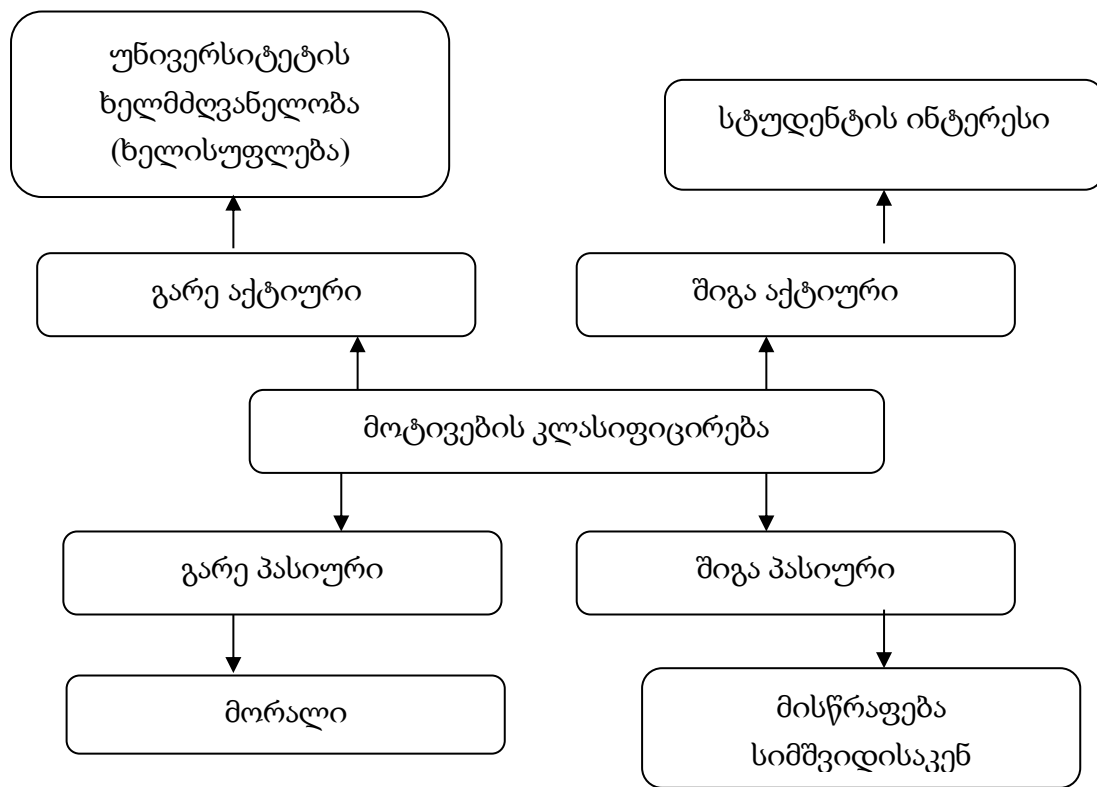 უნივერსიტეტის
ხელმძღვანელობა
(ხელისუფლება)
სტუდენტის ინტერესი
გარე აქტიური
შიგა აქტიური
მოტივების კლასიფიცირება
გარე პასიური
შიგა პასიური
მორალი
მისწრაფება
სიმშვიდისაკენ